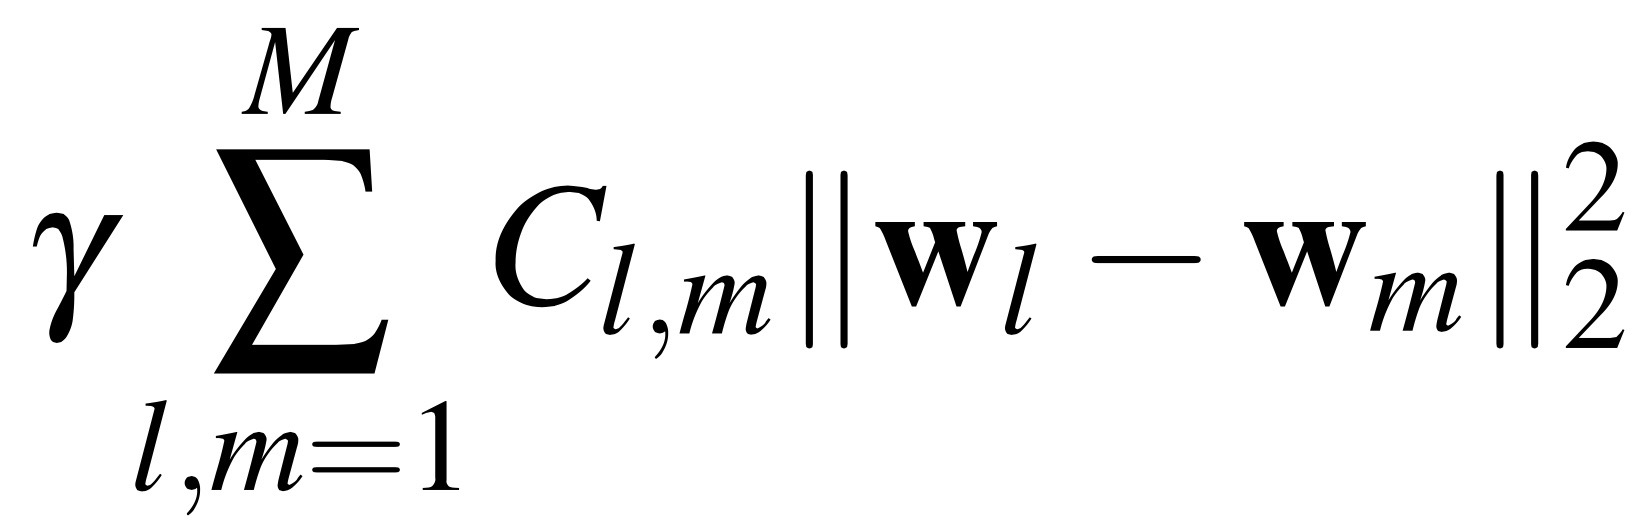 γ ∑_{l,m=1}^{M} C_{l,m} ‖𝐰_l − 𝐰_m‖_2^2